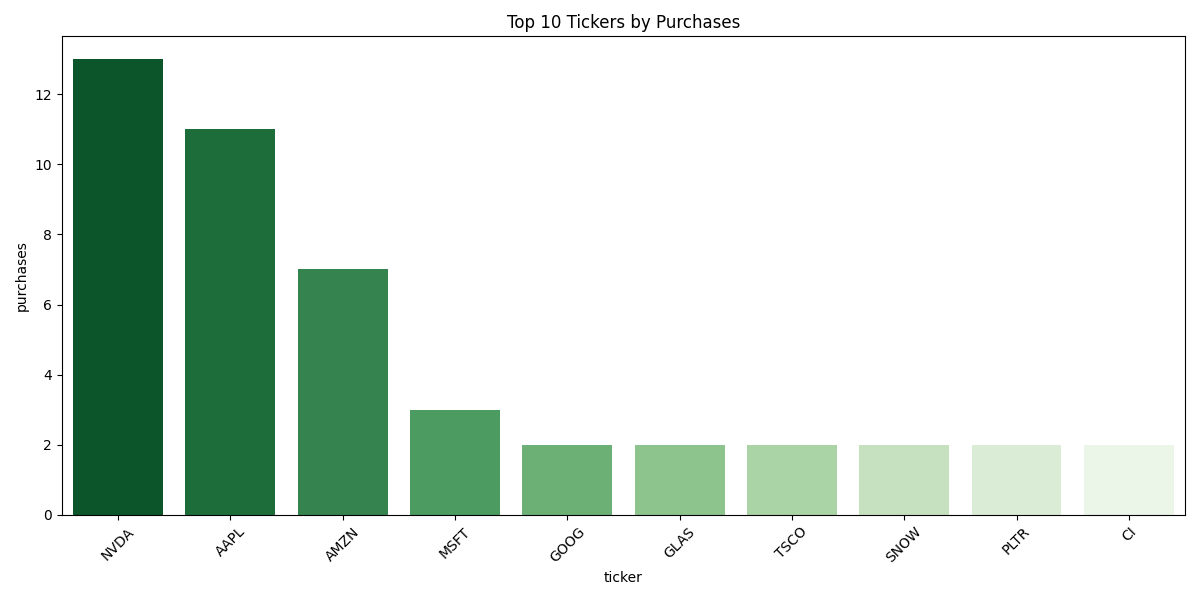 Top 10 Tickers by Purchases
purchases
12
10
8
6
4
2
0
NVDA
AAPL
AMZN
MSFT
GOOG
GLAS
TSCO
SNOW
PLTR
CI
ticker